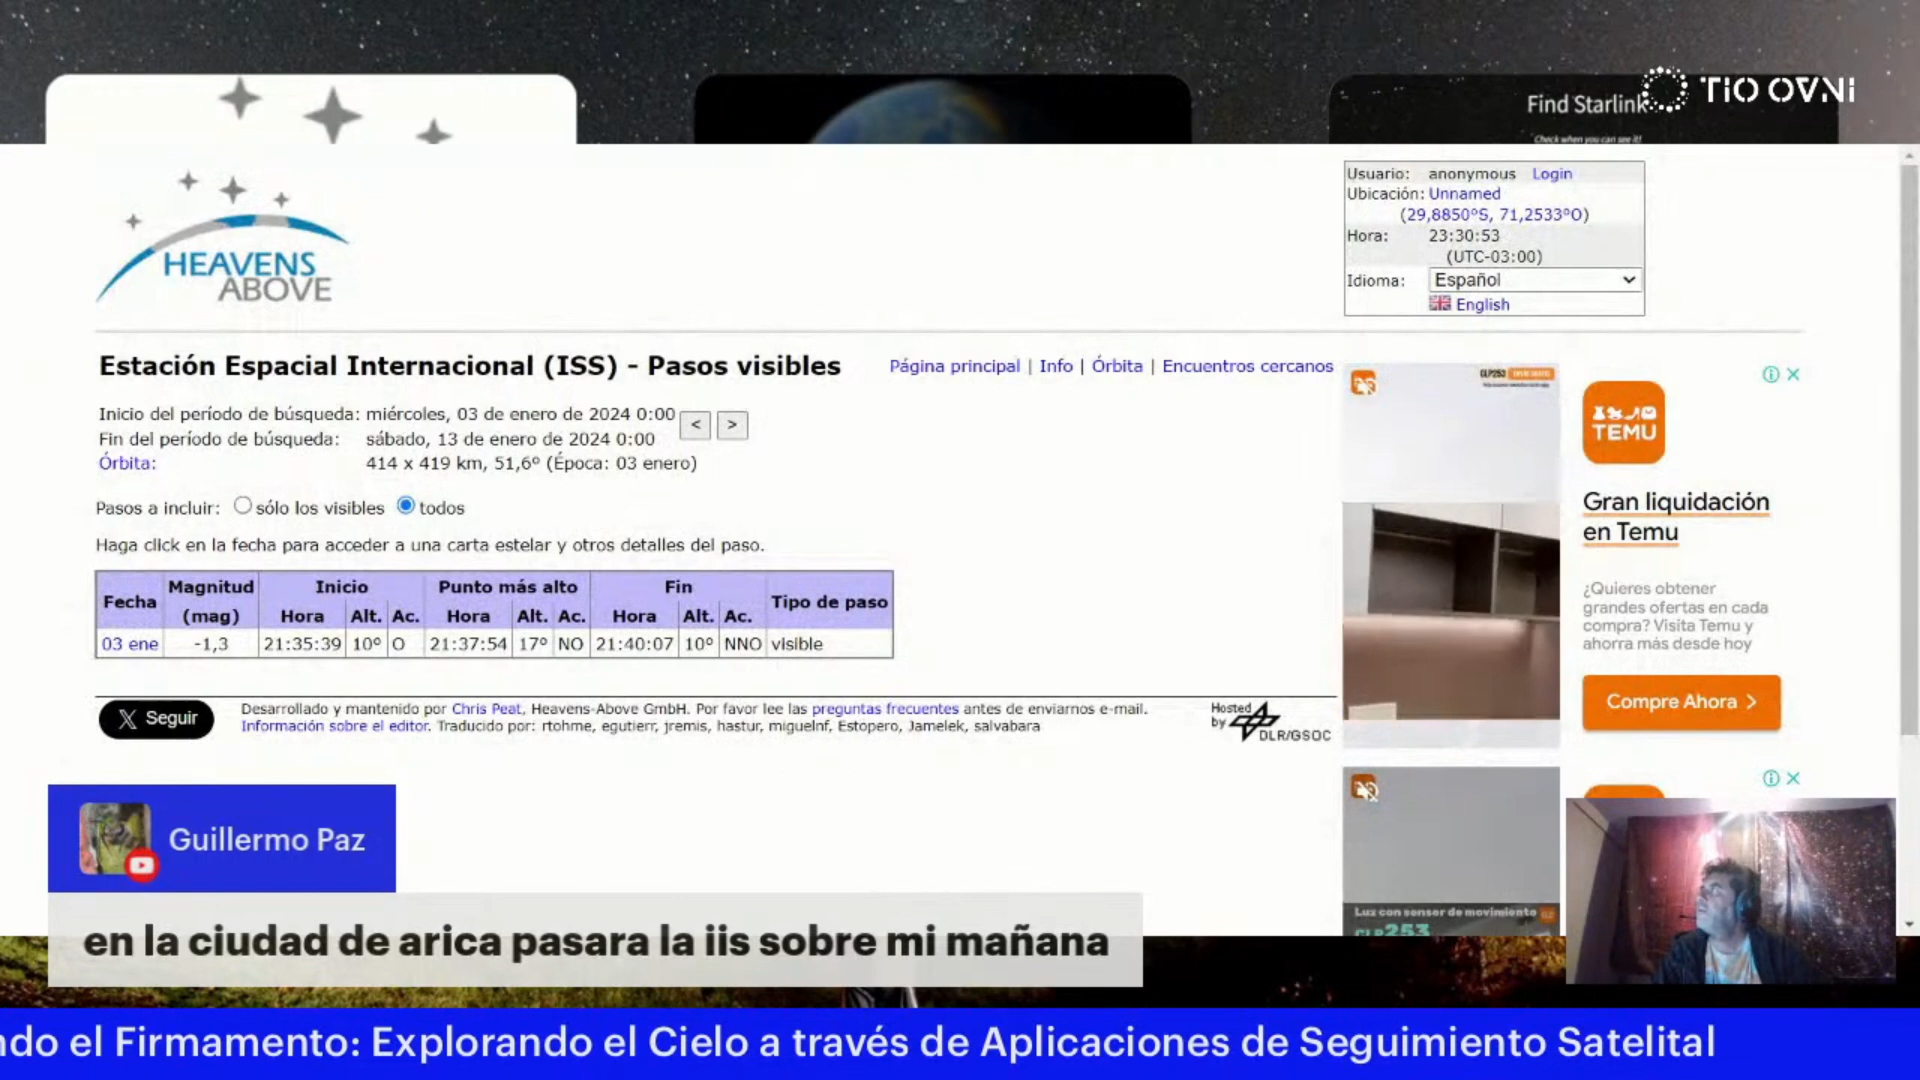 Find Starlink
TIO OVNI
Check when you can see it!
HEAVENS
ABOVE
Usuario: anonymous Login
Ubicación: Unnamed
(29,8850°S, 71,2533°O)
Hora: 23:30:53
(UTC-03:00)
Idioma: Español
English
Estación Espacial Internacional (ISS) - Pasos visibles
Página principal | Info | Órbita | Encuentros cercanos
Inicio del período de búsqueda: miércoles, 03 de enero de 2024 0:00
< >
Fin del período de búsqueda: sábado, 13 de enero de 2024 0:00
Órbita: 414 x 419 km, 51,6° (Época: 03 enero)
Pasos a incluir: sólo los visibles todos
Haga click en la fecha para acceder a una carta estelar y otros detalles del paso.
Fecha Magnitud Inicio Punto más alto Fin Tipo de paso
(mag) Hora Alt. Ac. Hora Alt. Ac. Hora Alt. Ac.
03 ene -1,3 21:35:39 10° O 21:37:54 17° NO 21:40:07 10° NNO visible
Seguir
Desarrollado y mantenido por Chris Peat, Heavens-Above GmbH. Por favor lee las preguntas frecuentes antes de enviarnos e-mail.
Información sobre el editor. Traducido por: rtohme, egutierr, jremis, hastur, miguelnf, Estopero, Jamelek, salvabara
Hosted
by DLR/GSOC
TEMU
Gran liquidación
en Temu
¿Quieres obtener
grandes ofertas en cada
compra? Visita Temu y
ahorra más desde hoy
Compre Ahora >
Luz con sensor de movimiento
CLP253
Guillermo Paz
en la ciudad de arica pasara la iis sobre mi mañana
ndo el Firmamento: Explorando el Cielo a través de Aplicaciones de Seguimiento Satelital